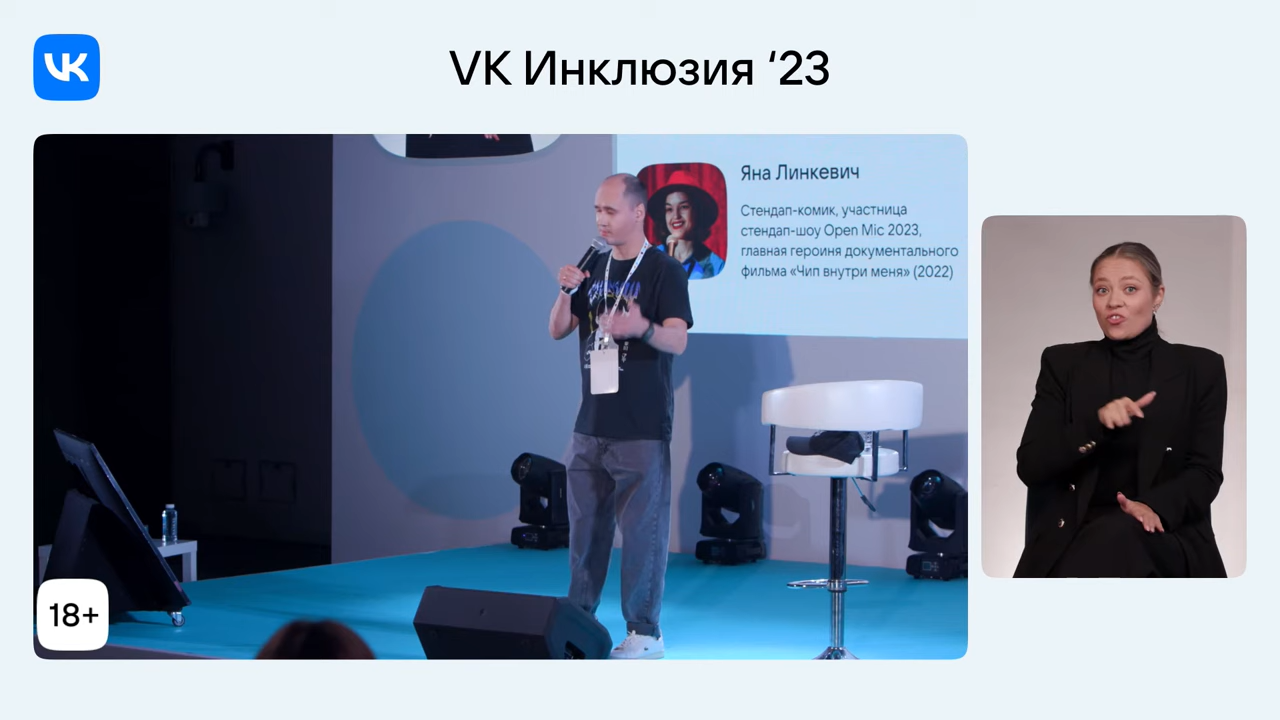 VK
VK Инклюзия ‘23
Яна Линкевич
Стендап-комик, участница
стендап-шоу Open Mic 2023,
главная героиня документального
фильма «Чип внутри меня» (2022)
18+